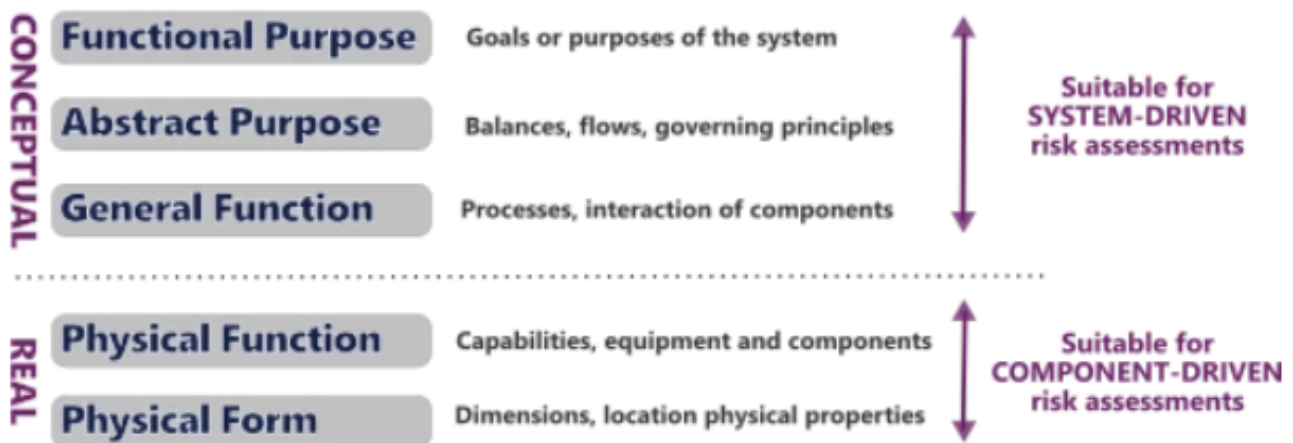 CONCEPTUAL
Functional Purpose
Goals or purposes of the system
Abstract Purpose
Balances, flows, governing principles
General Function
Processes, interaction of components
Suitable for
SYSTEM-DRIVEN
risk assessments
REAL
Physical Function
Capabilities, equipment and components
Physical Form
Dimensions, location physical properties
Suitable for
COMPONENT-DRIVEN
risk assessments